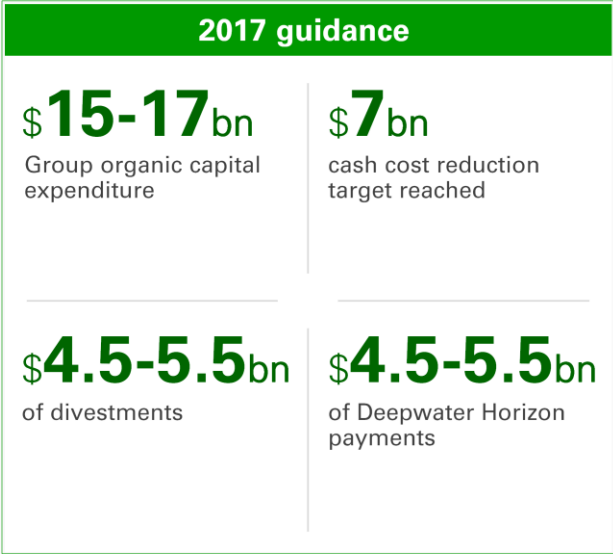 2017 guidance
$15-17bn
Group organic capital
expenditure
$7bn
cash cost reduction
target reached
$4.5-5.5bn
of divestments
$4.5-5.5bn
of Deepwater Horizon
payments